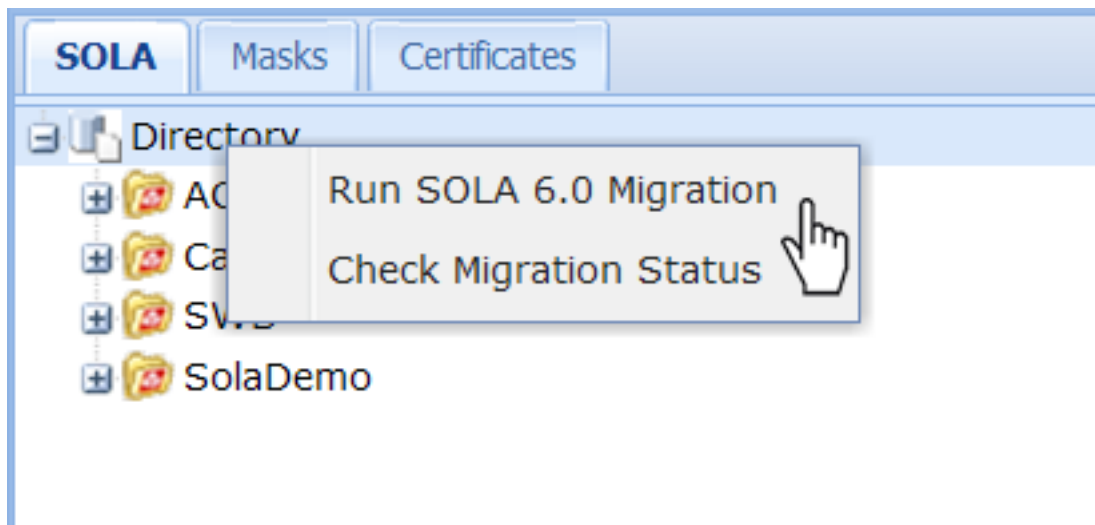 SOLA Masks Certificates
Directory
Run SOLA 6.0 Migration
Check Migration Status
SolaDemo